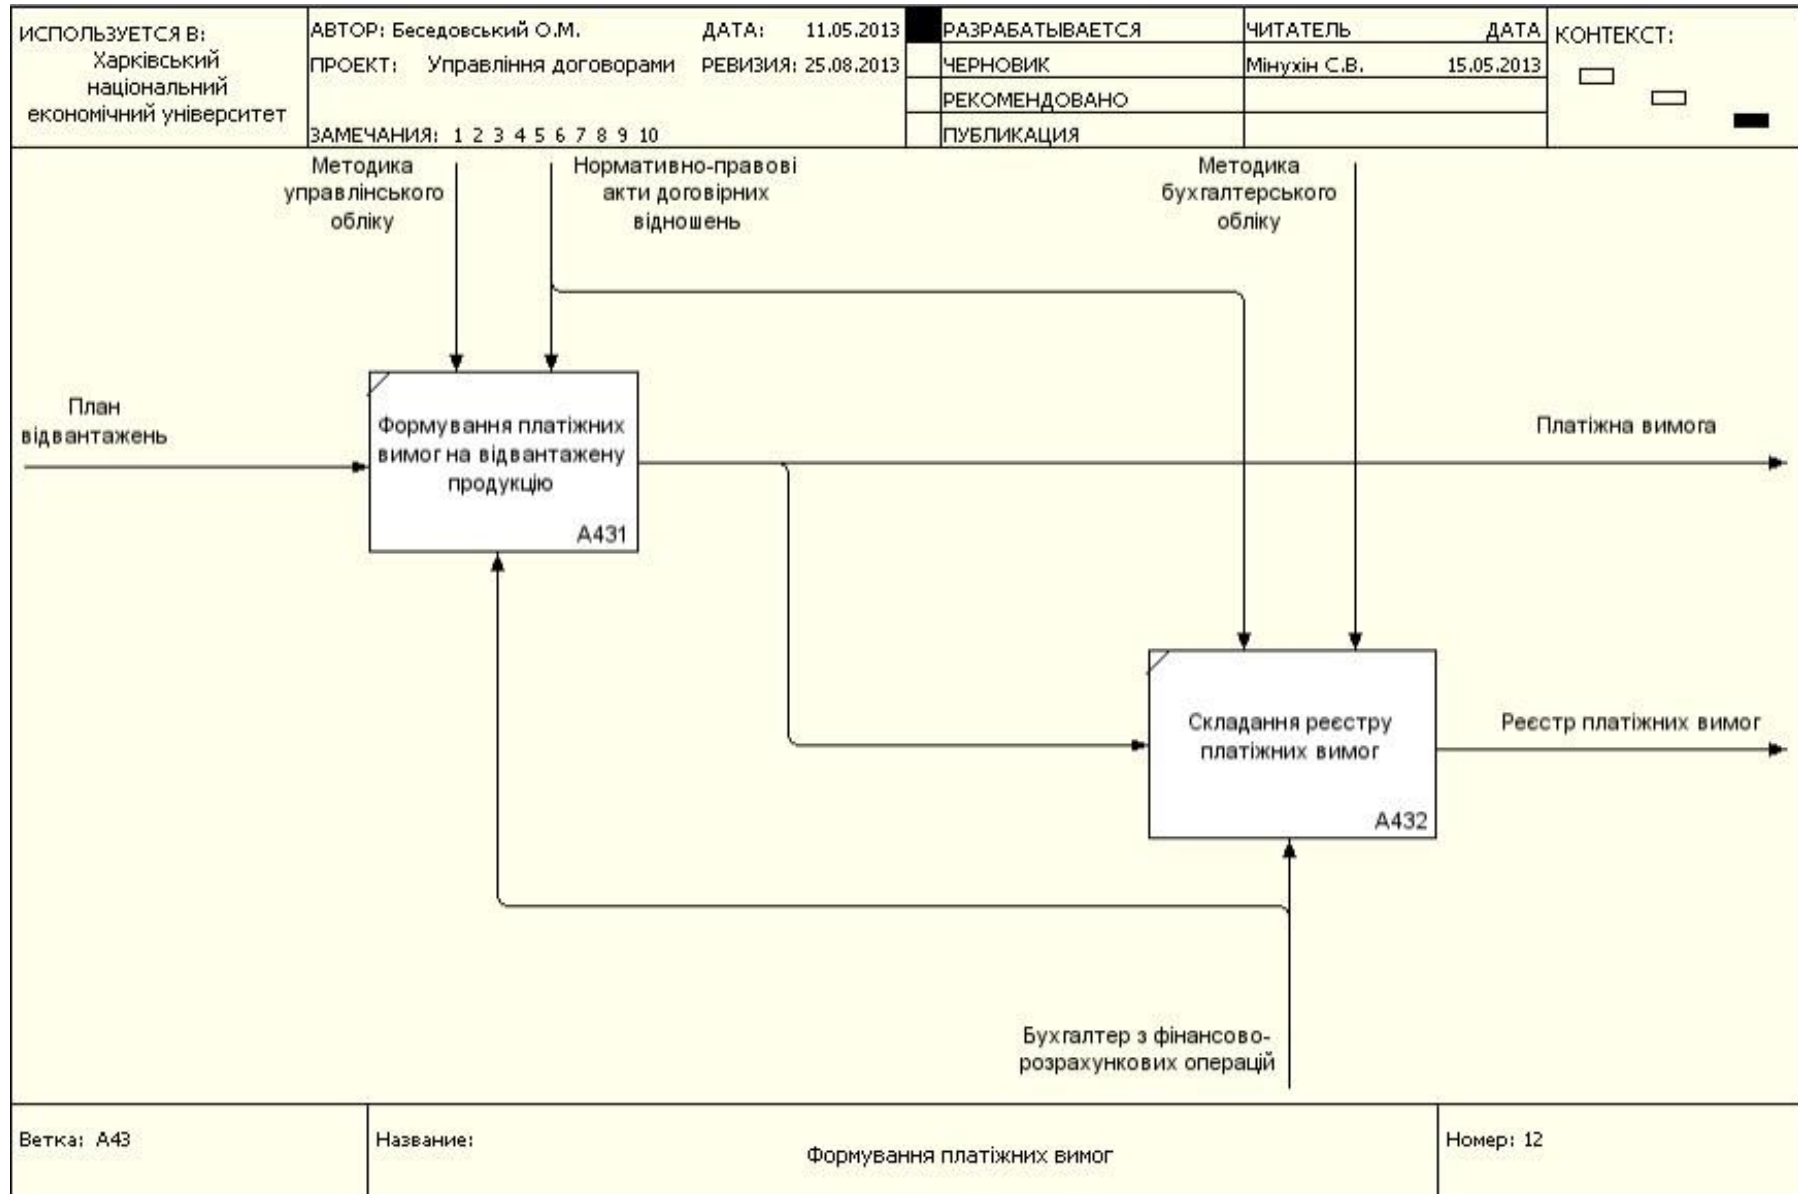 ИСПОЛЬЗУЕТСЯ В:
Харківський
національний
економічний університет
АВТОР: Беседовський О.М.
ДАТА: 11.05.2013
ПРОЕКТ: Управління договорами
РЕВИЗИЯ: 25.08.2013
ЗАМЕЧАНИЯ: 1 2 3 4 5 6 7 8 9 10
РАЗРАБАТЫВАЕТСЯ
ЧЕРНОВИК
РЕКОМЕНДОВАНО
ПУБЛИКАЦИЯ
ЧИТАТЕЛЬ ДАТА
Мінухін С.В. 15.05.2013
КОНТЕКСТ:
Методика
управлінського
обліку
Нормативно-правові
акти договірних
відношень
Методика
бухгалтерського
обліку
План
відвантажень
Формування платіжних
вимог на відвантажену
продукцію
A431
Платіжна вимога
Складання реєстру
платіжних вимог
A432
Реєстр платіжних вимог
Бухгалтер з фінансово-
розрахункових операцій
Ветка: A43
Название:
Формування платіжних вимог
Номер: 12